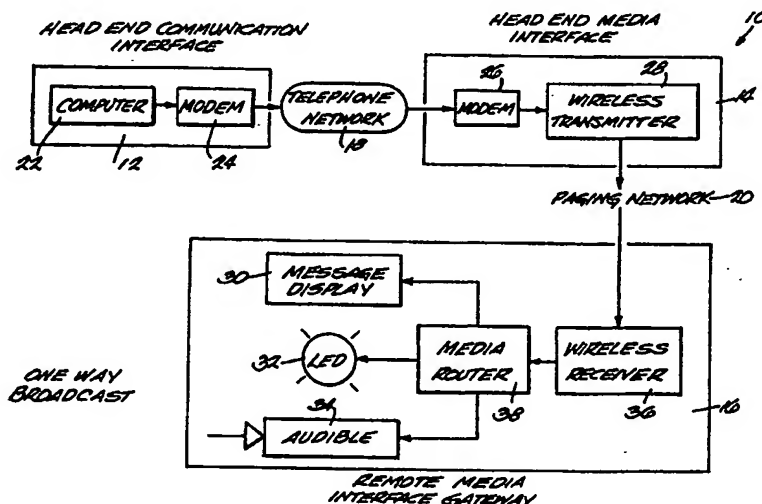 HEAD END COMMUNICATION
INTERFACE
COMPUTER
MODEM
22
12
24
TELEPHONE
NETWORK
18
HEAD END MEDIA
INTERFACE
10
26
28
MODEM
WIRELESS
TRANSMITTER
14
PAGING NETWORK
20
30
MESSAGE
DISPLAY
32
LED
MEDIA
ROUTER
38
WIRELESS
RECEIVER
36
ONE WAY
BROADCAST
34
AUDIBLE
16
REMOTE MEDIA
INTERFACE GATEWAY